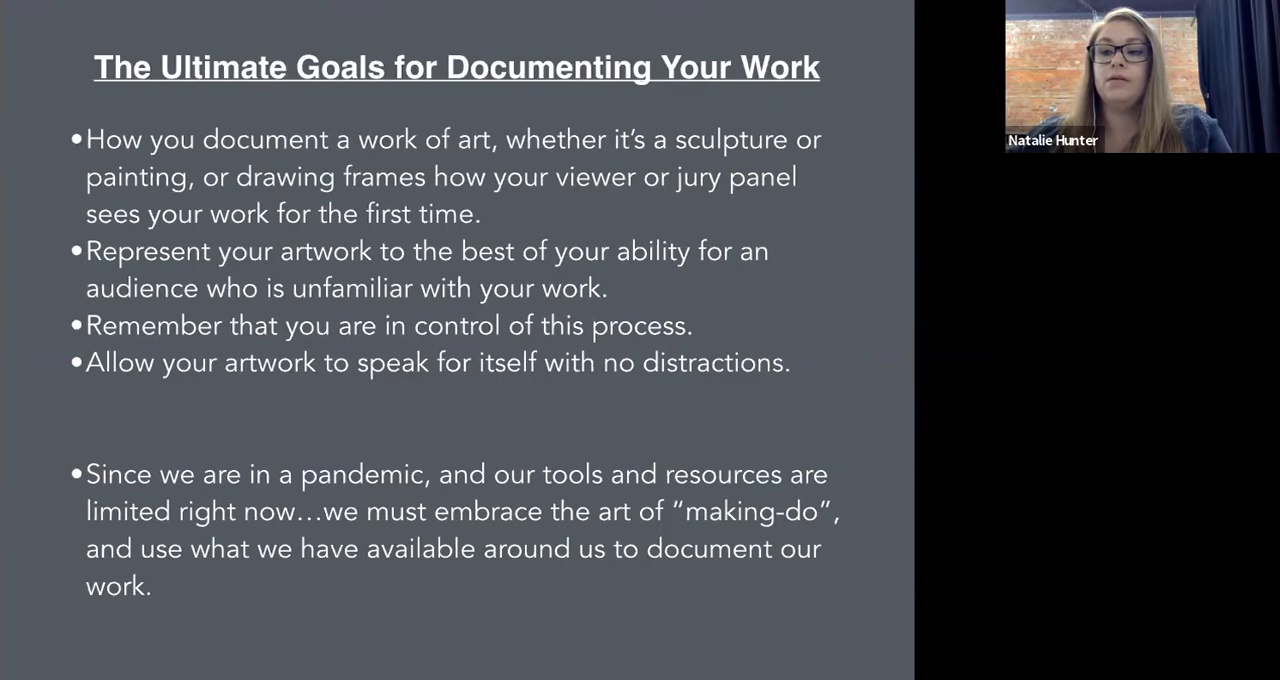 The Ultimate Goals for Documenting Your Work
•How you document a work of art, whether it’s a sculpture or
painting, or drawing frames how your viewer or jury panel
sees your work for the first time.
•Represent your artwork to the best of your ability for an
audience who is unfamiliar with your work.
•Remember that you are in control of this process.
•Allow your artwork to speak for itself with no distractions.
•Since we are in a pandemic, and our tools and resources are
limited right now…we must embrace the art of “making-do”,
and use what we have available around us to document our
work.
Natalie Hunter